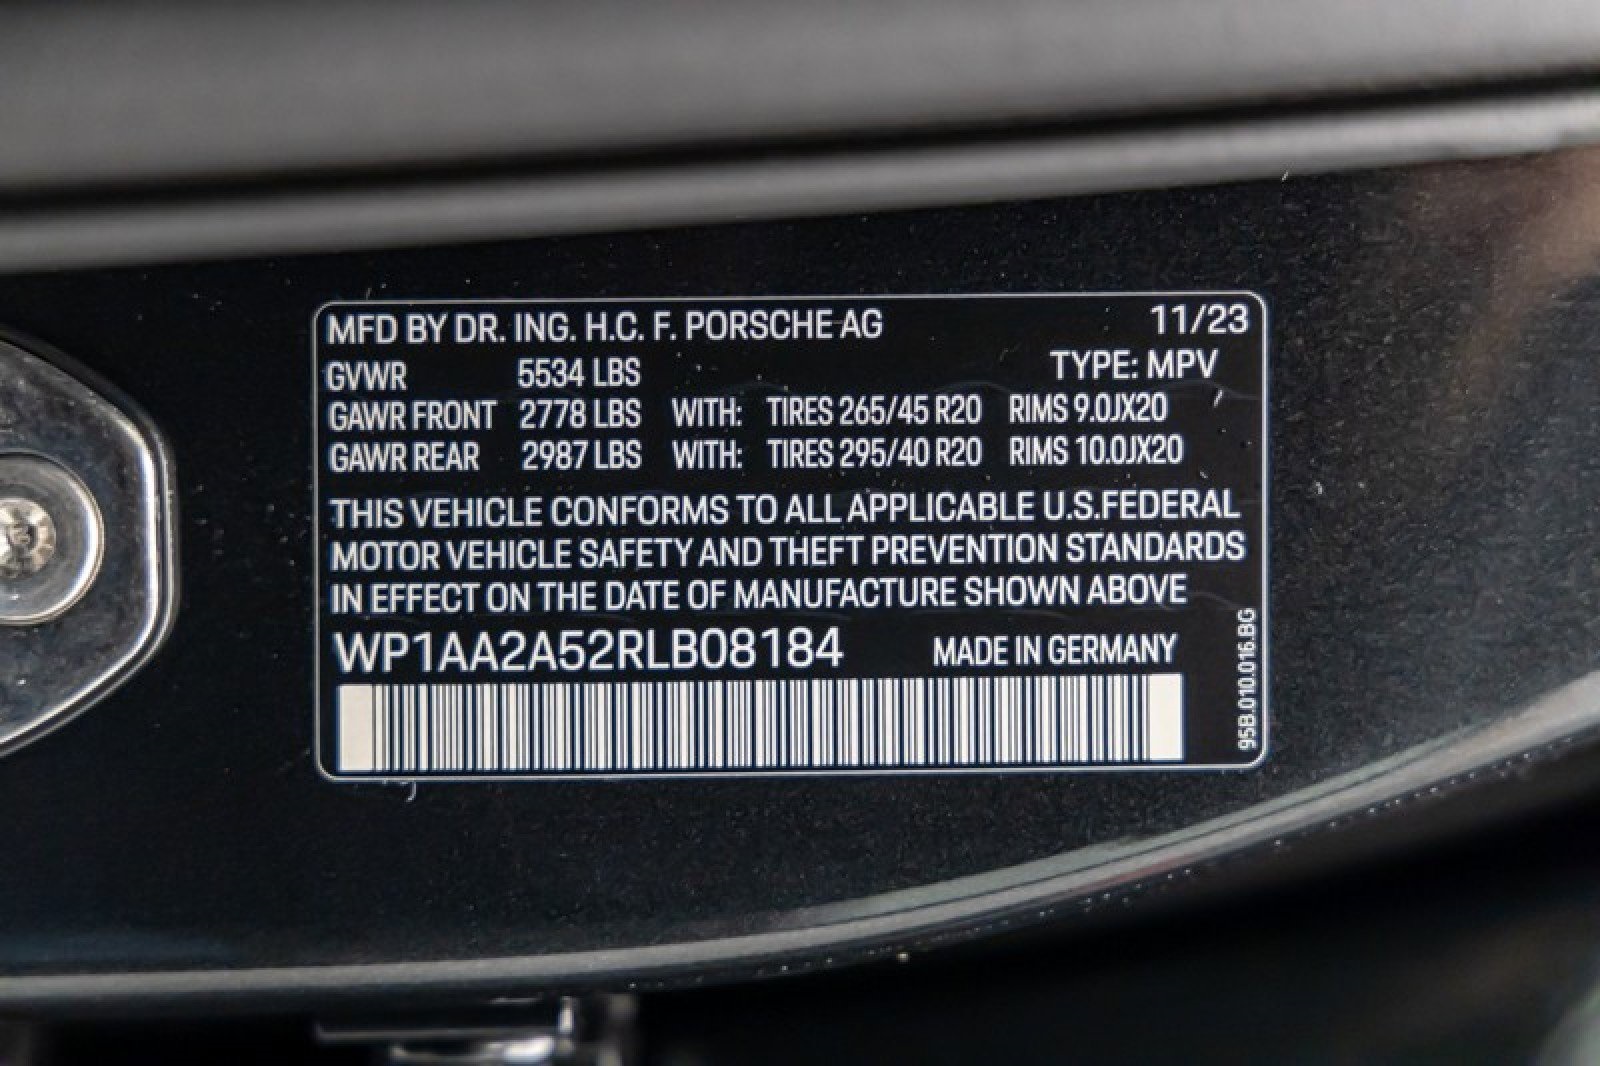 MFD BY DR. ING. H.C. F. PORSCHE AG 11/23
GVWR 5534 LBS TYPE: MPV
GAWR FRONT 2778 LBS WITH: TIRES 265/45 R20 RIMS 9.0JX20
GAWR REAR 2987 LBS WITH: TIRES 295/40 R20 RIMS 10.0JX20
THIS VEHICLE CONFORMS TO ALL APPLICABLE U.S.FEDERAL
MOTOR VEHICLE SAFETY AND THEFT PREVENTION STANDARDS
IN EFFECT ON THE DATE OF MANUFACTURE SHOWN ABOVE
WP1AA2A52RLB08184 MADE IN GERMANY
95B.010.016.BG